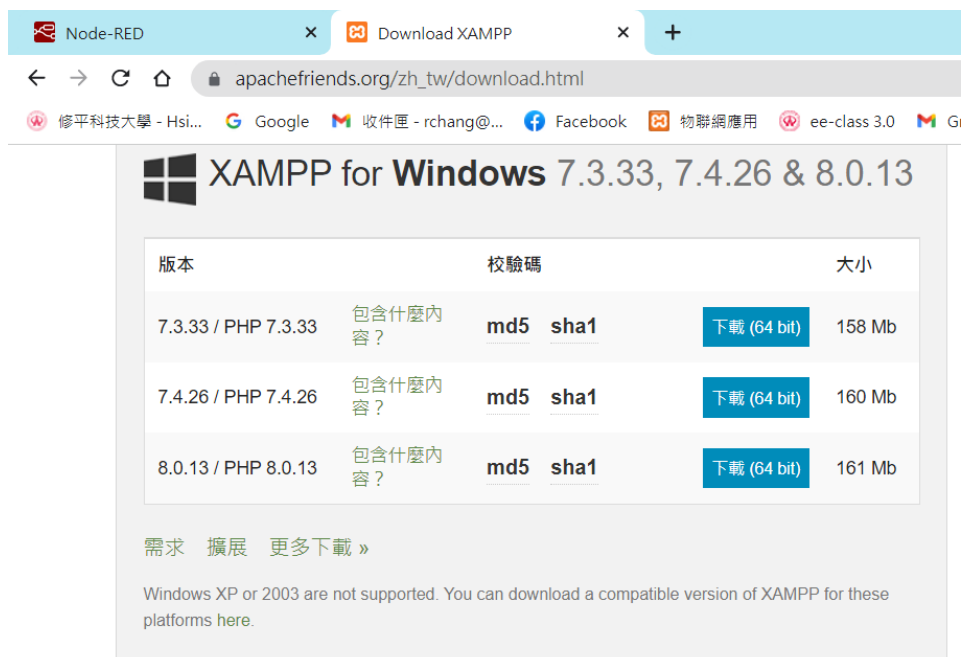 Node-RED × Download XAMPP × +
apachefriends.org/zh_tw/download.html
修平科技大學 - Hsi... Google 收件匣 - rchang@... Facebook 物聯網應用 ee-class 3.0
XAMPP for Windows 7.3.33, 7.4.26 & 8.0.13
版本 校驗碼 大小
7.3.33 / PHP 7.3.33 包含什麼內
容？ md5 sha1 下載 (64 bit) 158 Mb
7.4.26 / PHP 7.4.26 包含什麼內
容？ md5 sha1 下載 (64 bit) 160 Mb
8.0.13 / PHP 8.0.13 包含什麼內
容？ md5 sha1 下載 (64 bit) 161 Mb
需求 擴展 更多下載 »
Windows XP or 2003 are not supported. You can download a compatible version of XAMPP for these
platforms here.